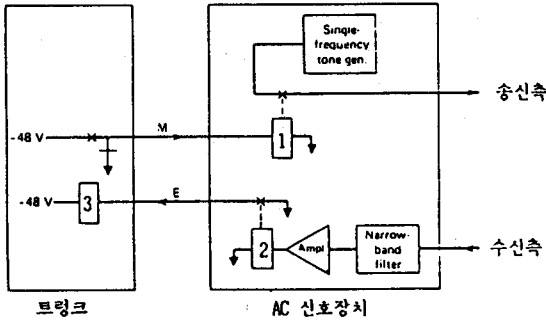 Single-
frequency
tone gen.
송신측
-48 V
M
1
-48 V
3
E
2
Ampl
Narrow-
band
filter
수신측
트렁크
AC 신호장치